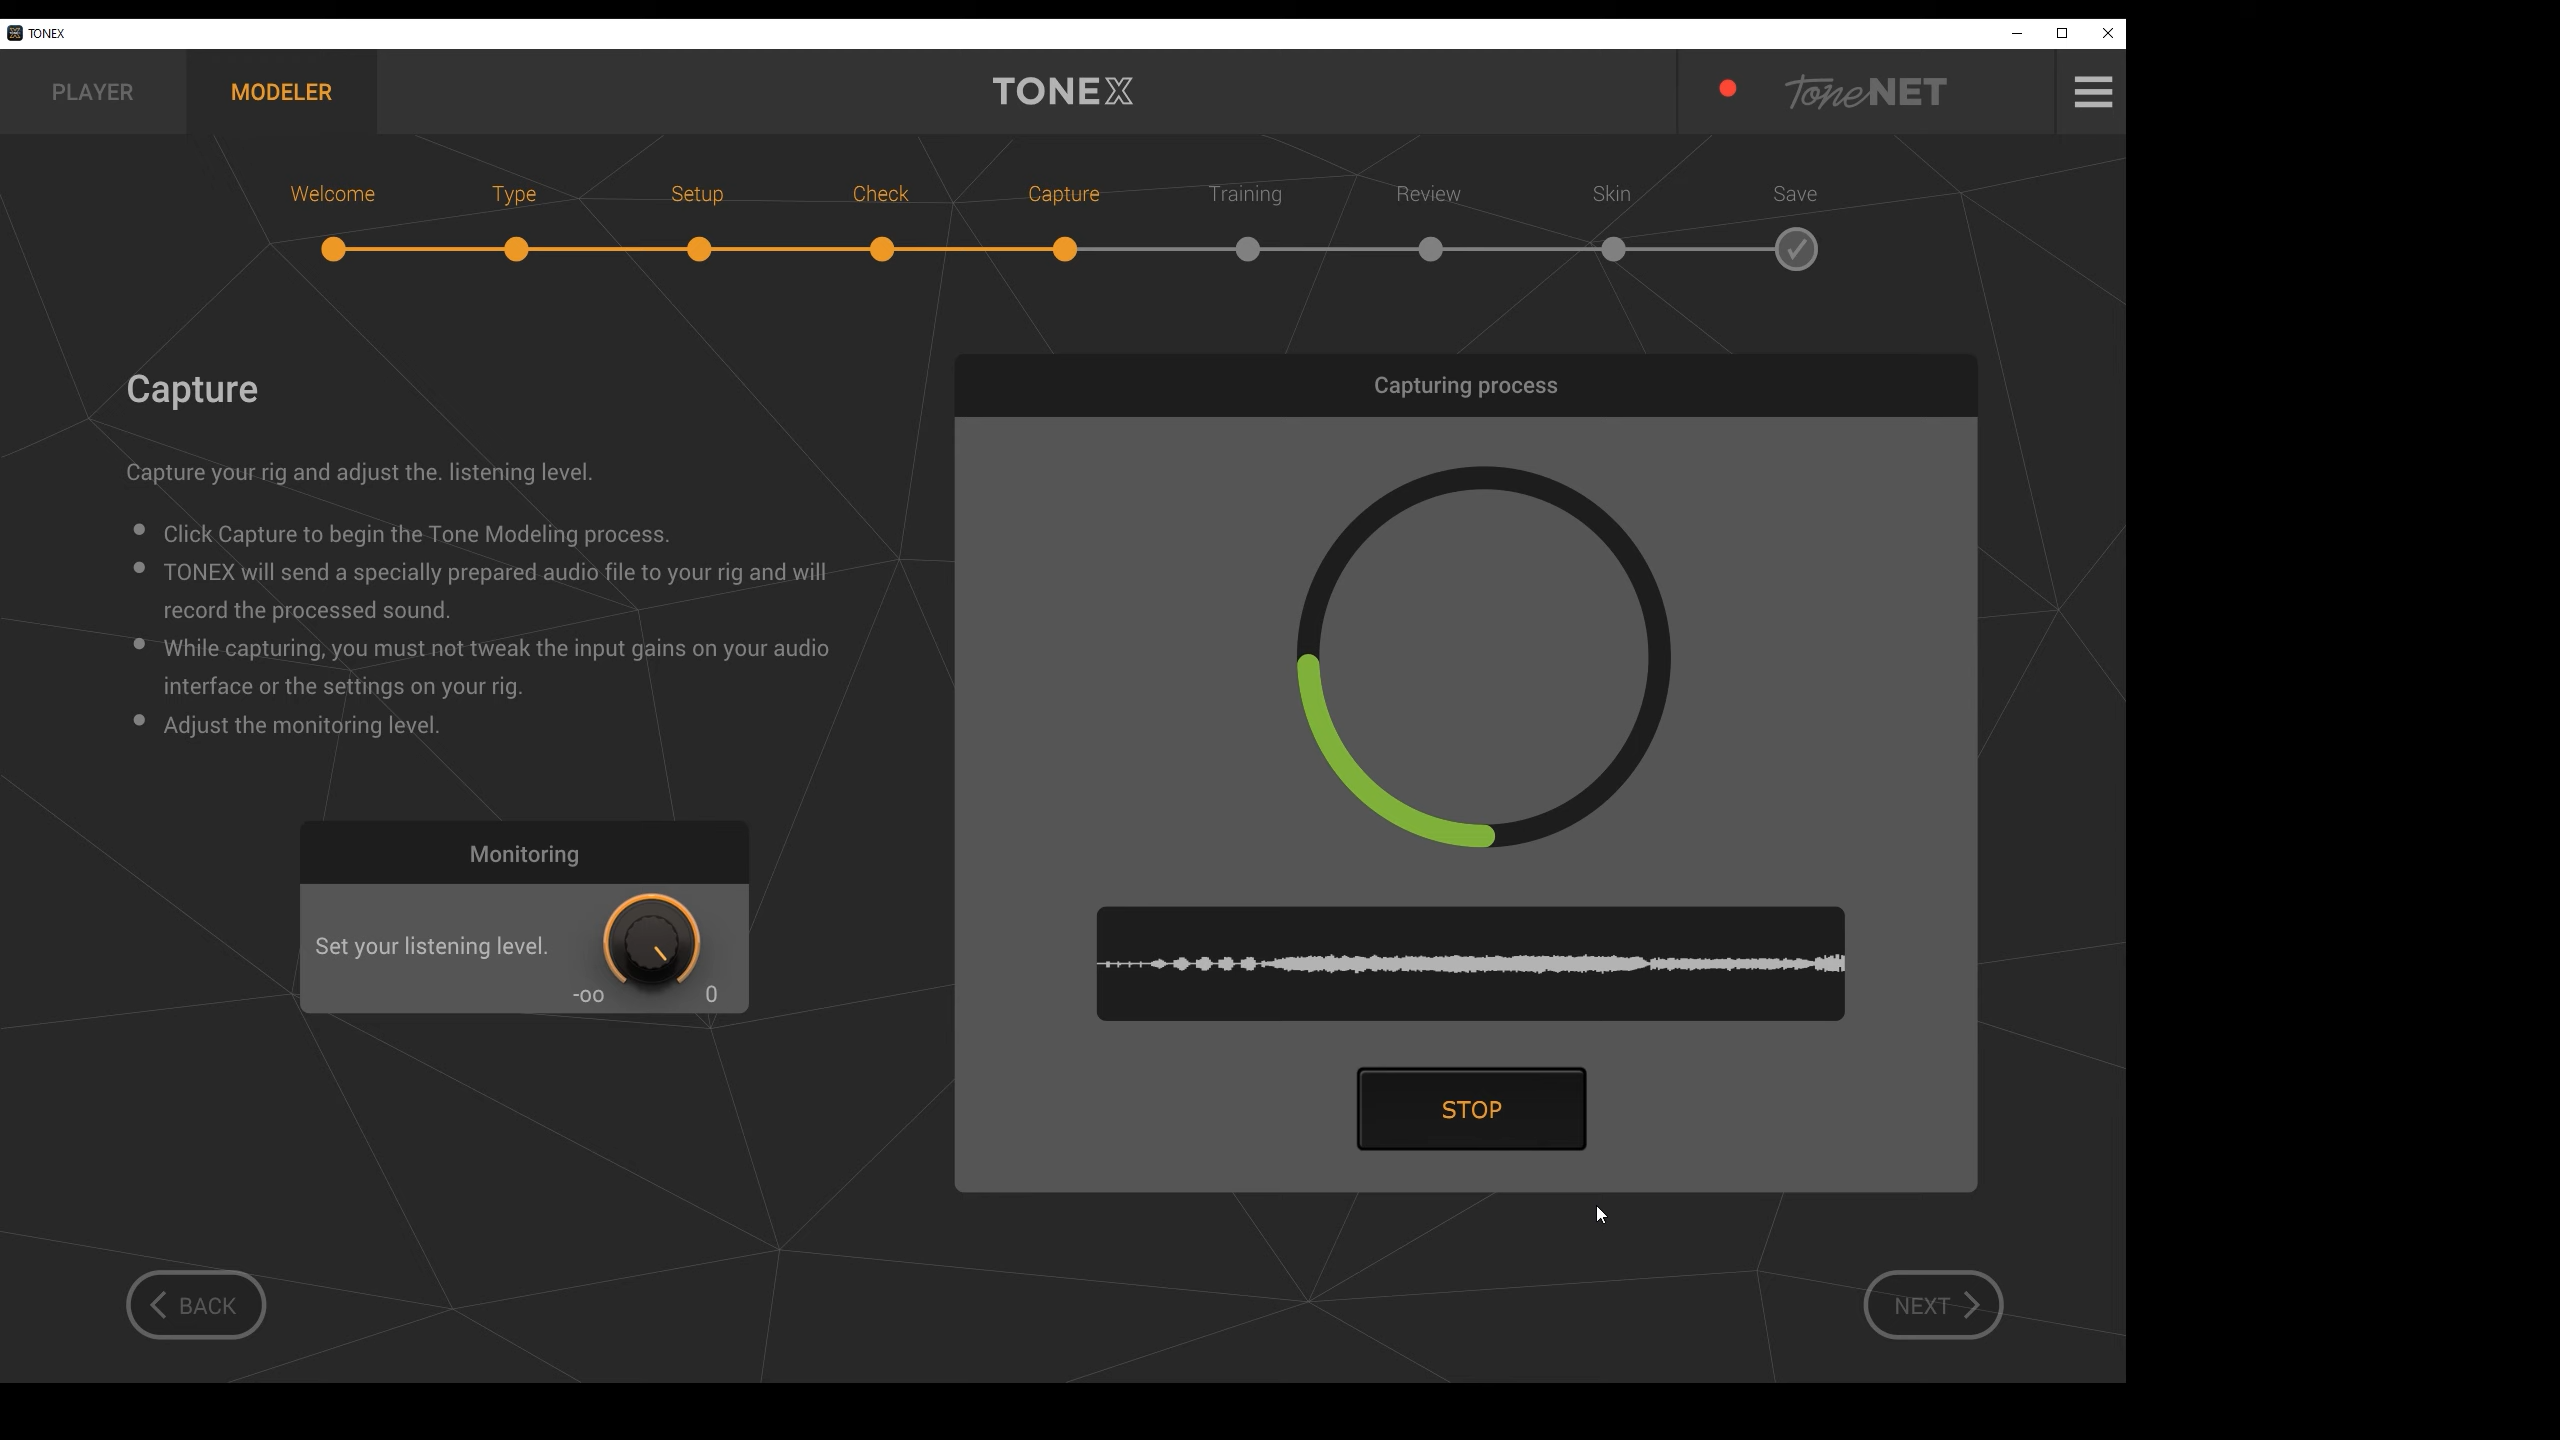 TONEX
PLAYER
MODELER
TONEX
ToneNET
Welcome
Type
Setup
Check
Capture
Training
Review
Skin
Save
Capture
Capture your rig and adjust the. listening level.
Click Capture to begin the Tone Modeling process.
TONEX will send a specially prepared audio file to your rig and will
record the processed sound.
While capturing, you must not tweak the input gains on your audio
interface or the settings on your rig.
Adjust the monitoring level.
Monitoring
Set your listening level.
-oo
0
Capturing process
STOP
BACK
NEXT